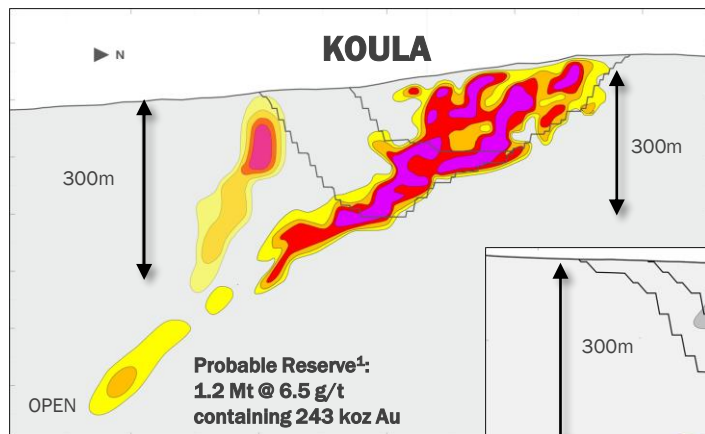 KOULA
N
300m
300m
300m
Probable Reserve¹:
1.2 Mt @ 6.5 g/t
containing 243 koz Au
OPEN